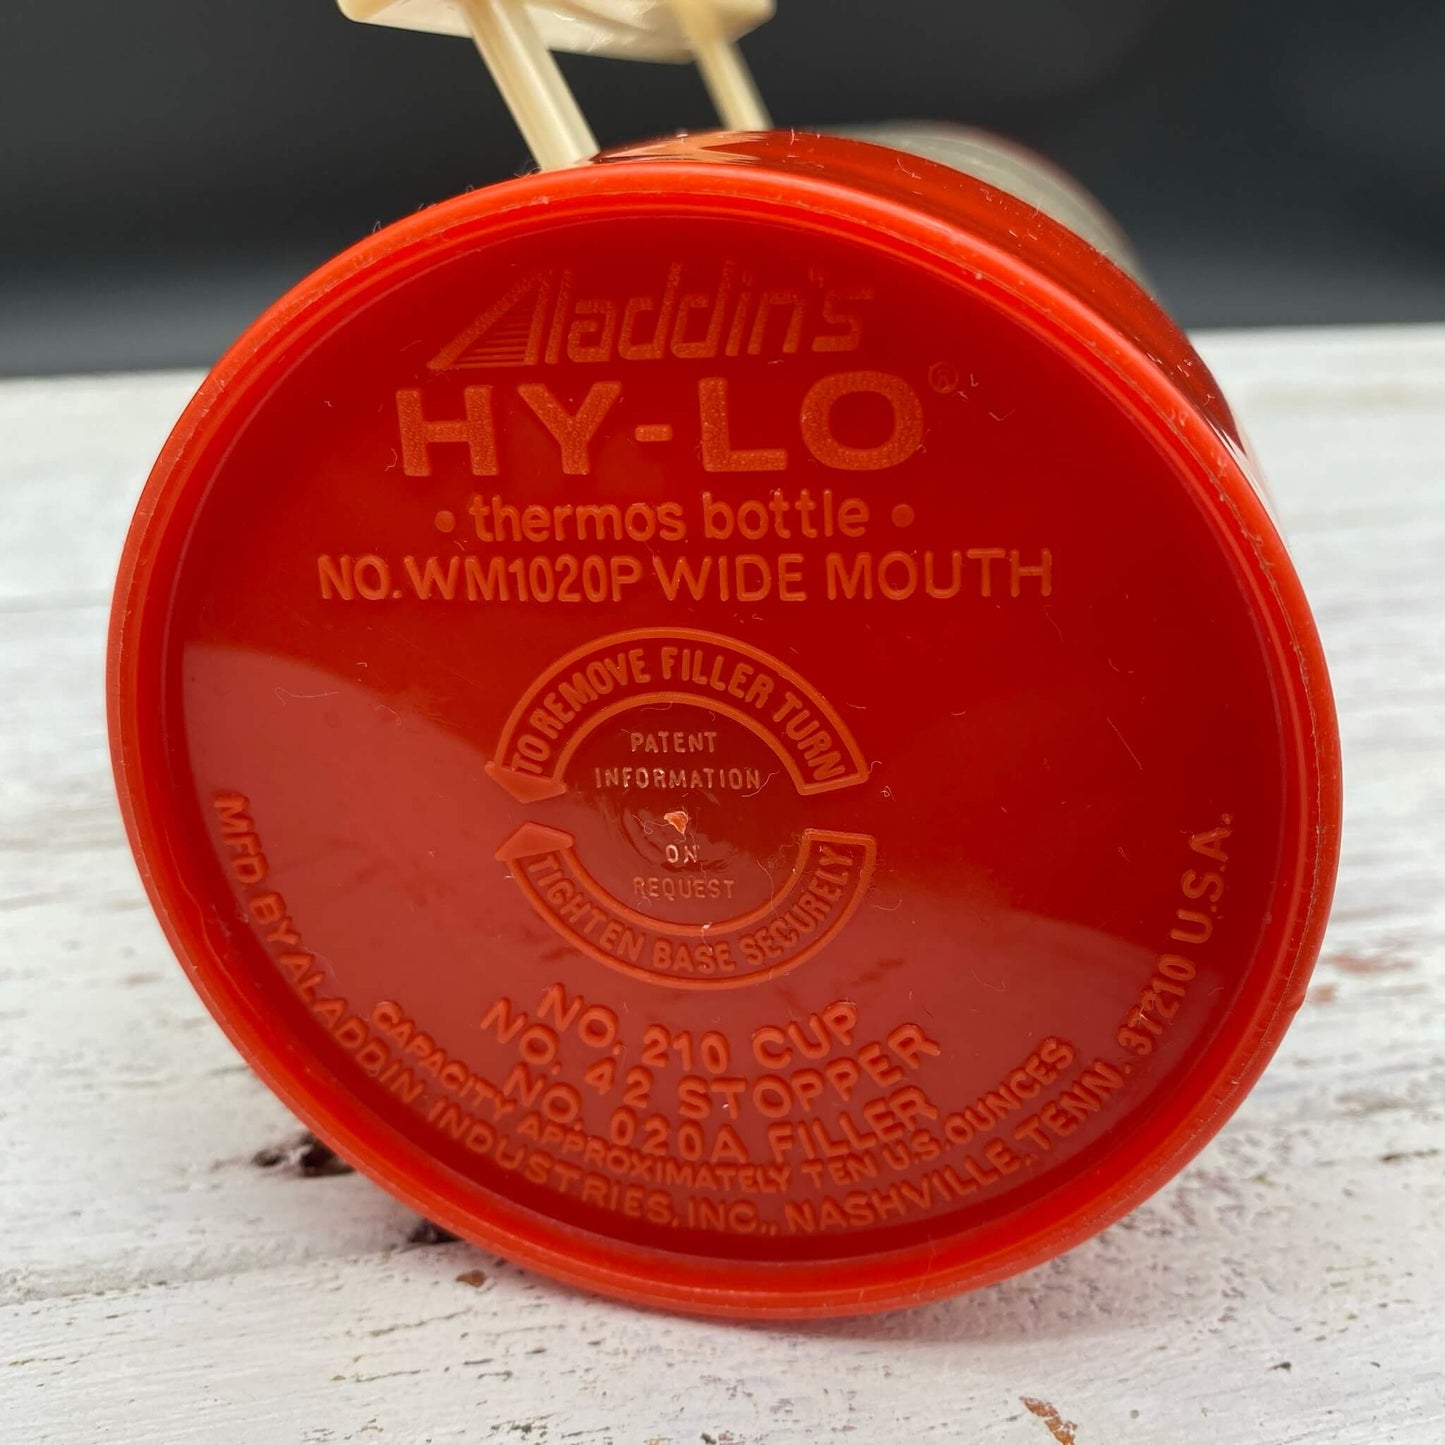 Aladdin's
HY-LO®
• thermos bottle •
NO. WM1020P WIDE MOUTH
TO REMOVE FILLER TURN
PATENT
INFORMATION
ON
REQUEST
TIGHTEN BASE SECURELY
NO. 210 CUP
NO. 42 STOPPER
NO. 020A FILLER
CAPACITY APPROXIMATELY TEN U.S. OUNCES
MFD. BY ALADDIN INDUSTRIES, INC., NASHVILLE, TENN. 37210 U.S.A.